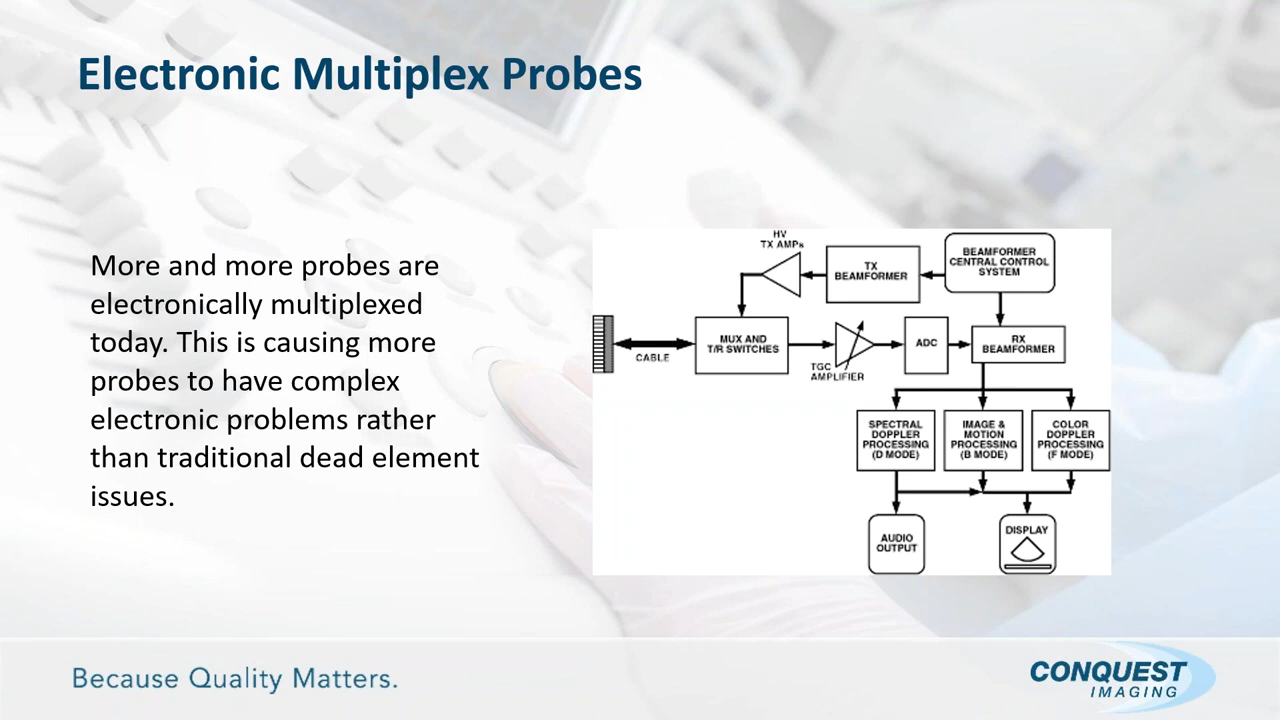 Electronic Multiplex Probes
More and more probes are
electronically multiplexed
today. This is causing more
probes to have complex
electronic problems rather
than traditional dead element
issues.
HV
TX AMPs
TX
BEAMFORMER
BEAMFORMER
CENTRAL CONTROL
SYSTEM
CABLE
MUX AND
T/R SWITCHES
TGC
AMPLIFIER
ADC
RX
BEAMFORMER
SPECTRAL
DOPPLER
PROCESSING
(D MODE)
IMAGE &
MOTION
PROCESSING
(B MODE)
COLOR
DOPPLER
PROCESSING
(F MODE)
AUDIO
OUTPUT
DISPLAY
Because Quality Matters.
CONQUEST
IMAGING